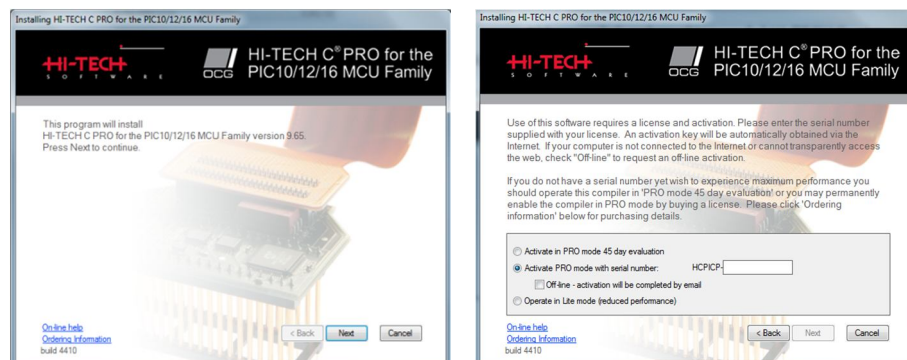 Installing HI-TECH C PRO for the PIC10/12/16 MCU Family
HI-TECH
SOFTWARE
OCG
HI-TECH C® PRO for the
PIC10/12/16 MCU Family
This program will install
HI-TECH C PRO for the PIC10/12/16 MCU Family version 9.65.
Press Next to continue.
On-line help
Ordering Information
build 4410
< Back
Next
Cancel
Installing HI-TECH C PRO for the PIC10/12/16 MCU Family
HI-TECH
SOFTWARE
OCG
HI-TECH C® PRO for the
PIC10/12/16 MCU Family
Use of this software requires a license and activation. Please enter the serial number
supplied with your license. An activation key will be automatically obtained via the
Internet. If your computer is not connected to the Internet or cannot transparently access
the web, check "Off-line" to request an off-line activation.
If you do not have a serial number yet wish to experience maximum performance you
should operate this compiler in 'PRO mode 45 day evaluation' or you may permanently
enable the compiler in PRO mode by buying a license. Please click 'Ordering
information' below for purchasing details.
Activate in PRO mode 45 day evaluation
Activate PRO mode with serial number: HCPICP-
Off-line - activation will be completed by email
Operate in Lite mode (reduced performance)
On-line help
Ordering Information
build 4410
< Back
Next
Cancel